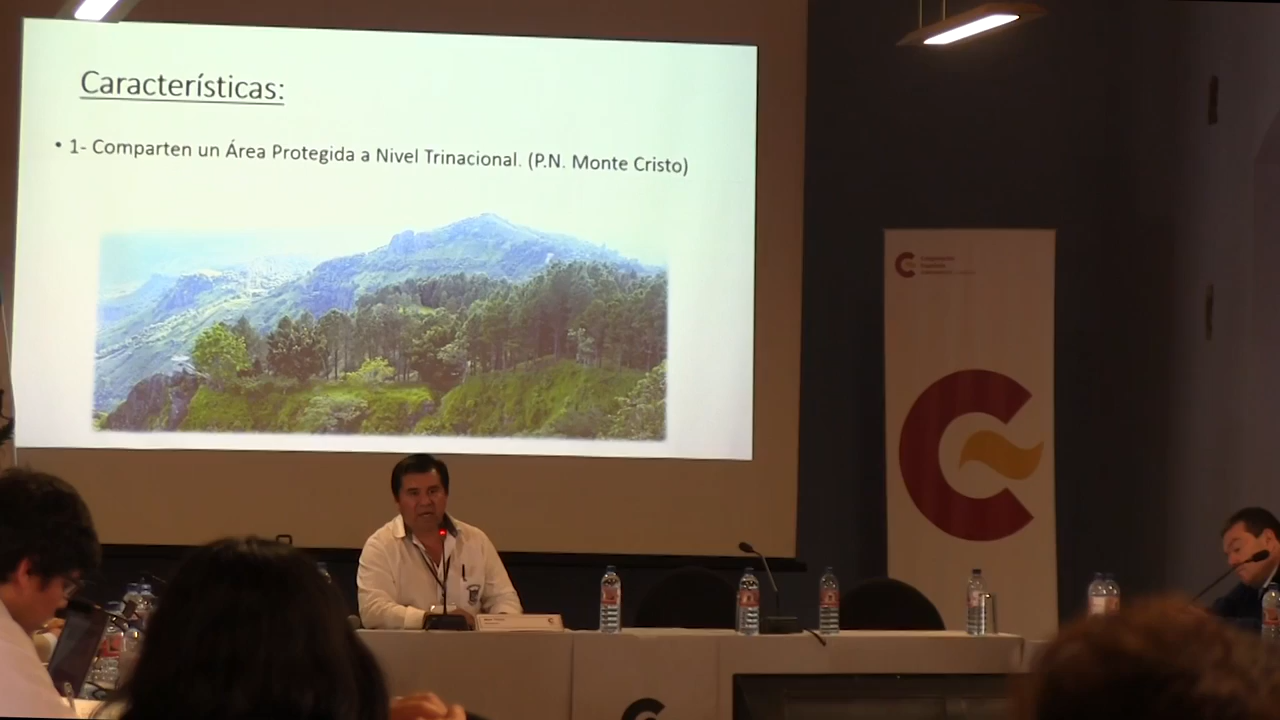 Características:
• 1- Comparten un Área Protegida a Nivel Trinacional. (P.N. Monte Cristo)